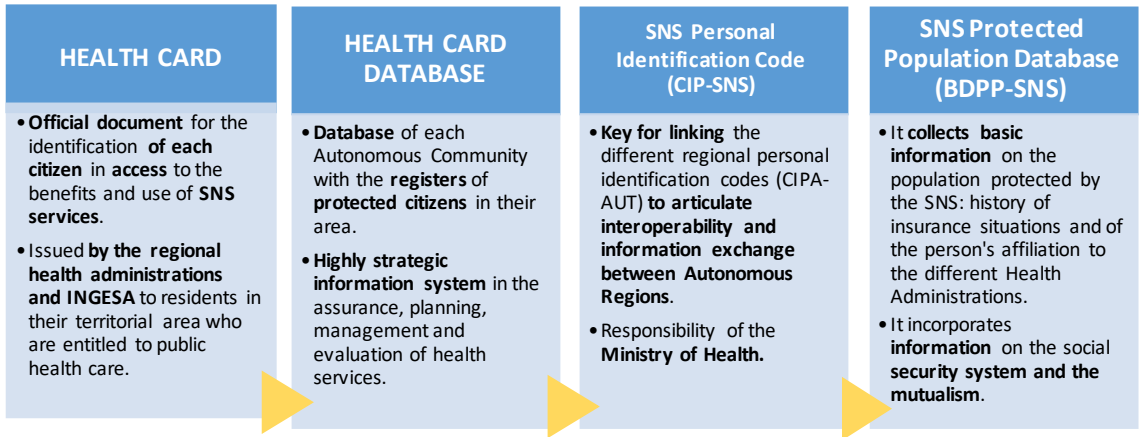 HEALTH CARD
• Official document for the
identification of each
citizen in access to the
benefits and use of SNS
services.
• Issued by the regional
health administrations
and INGESA to residents in
their territorial area who
are entitled to public
health care.
HEALTH CARD
DATABASE
• Database of each
Autonomous Community
with the registers of
protected citizens in their
area.
• Highly strategic
information system in the
assurance, planning,
management and
evaluation of health
services.
SNS Personal
Identification Code
(CIP-SNS)
• Key for linking the
different regional personal
identification codes (CIPA-
AUT) to articulate
interoperability and
information exchange
between Autonomous
Regions.
• Responsibility of the
Ministry of Health.
SNS Protected
Population Database
(BDPP-SNS)
• It collects basic
information on the
population protected by
the SNS: history of
insurance situations and of
the person's affiliation to
the different Health
Administrations.
• It incorporates
information on the social
security system and the
mutualism.